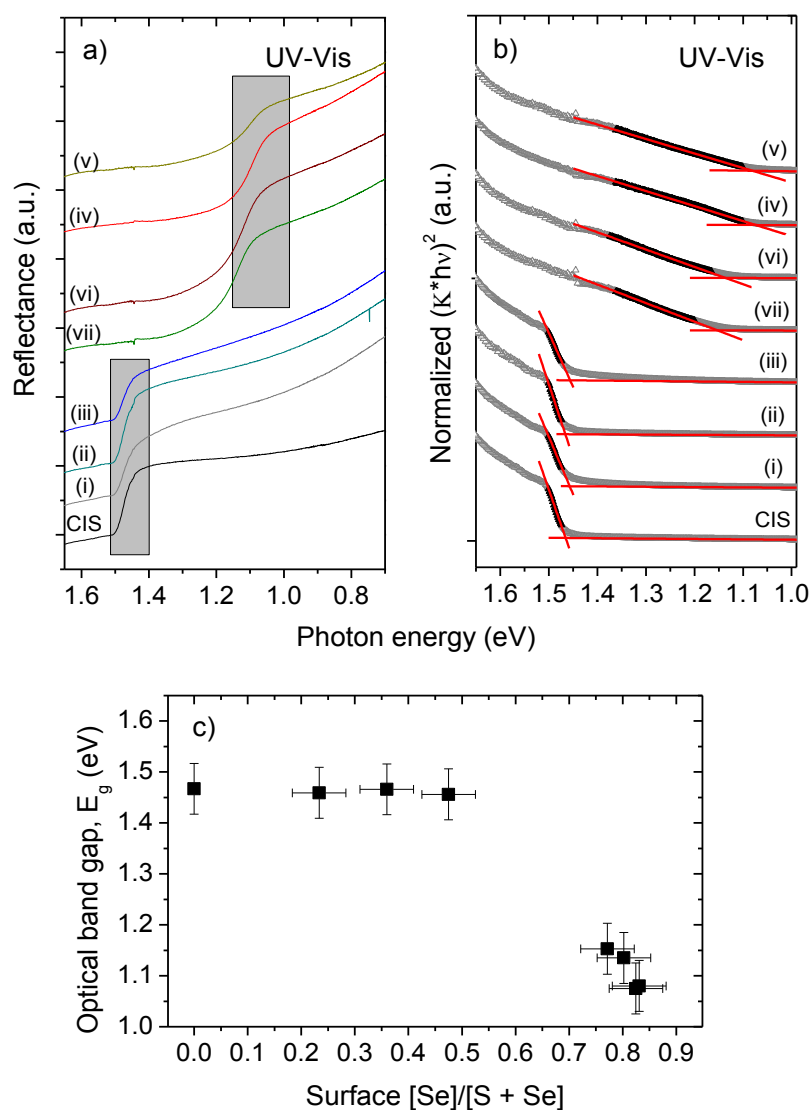 a)
UV-Vis
(v)
(iv)
(vi)
(vii)
(iii)
(ii)
(i)
CIS
Reflectance (a.u.)
1.6
1.4
1.2
1.0
0.8
b)
UV-Vis
(v)
(iv)
(vi)
(vii)
(iii)
(ii)
(i)
CIS
Normalized (K*hν)² (a.u.)
1.6
1.5
1.4
1.3
1.2
1.1
1.0
Photon energy (eV)
c)
Optical band gap, E_g (eV)
1.6
1.5
1.4
1.3
1.2
1.1
1.0
0.0
0.1
0.2
0.3
0.4
0.5
0.6
0.7
0.8
0.9
Surface [Se]/[S + Se]